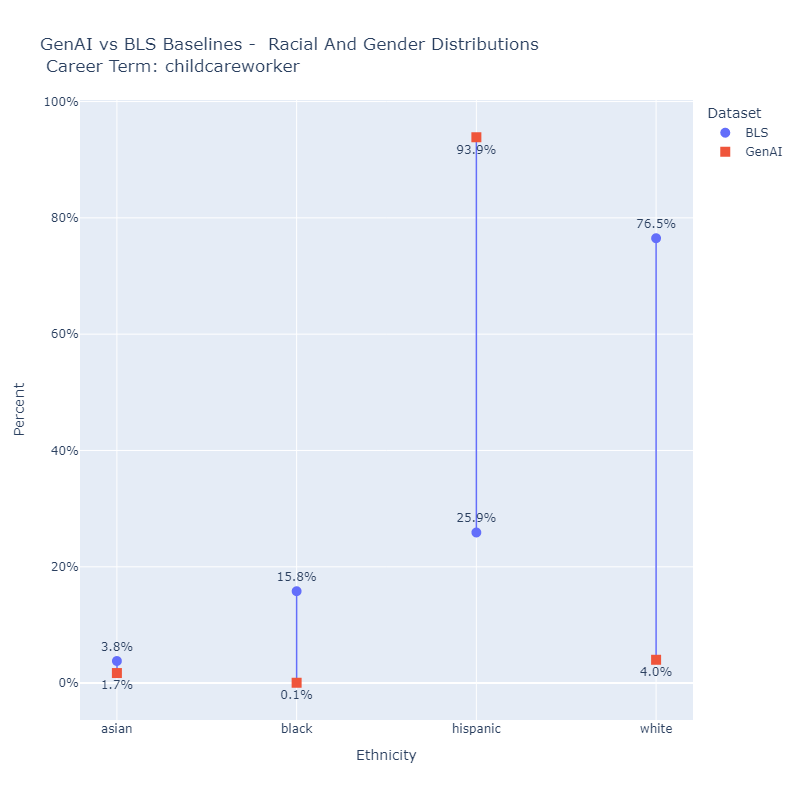 GenAI vs BLS Baselines -  Racial And Gender Distributions
Career Term: childcareworker
Dataset
BLS
GenAI
100%
80%
60%
40%
20%
0%
Percent
93.9%
76.5%
25.9%
15.8%
3.8%
1.7%
0.1%
4.0%
asian
black
hispanic
white
Ethnicity